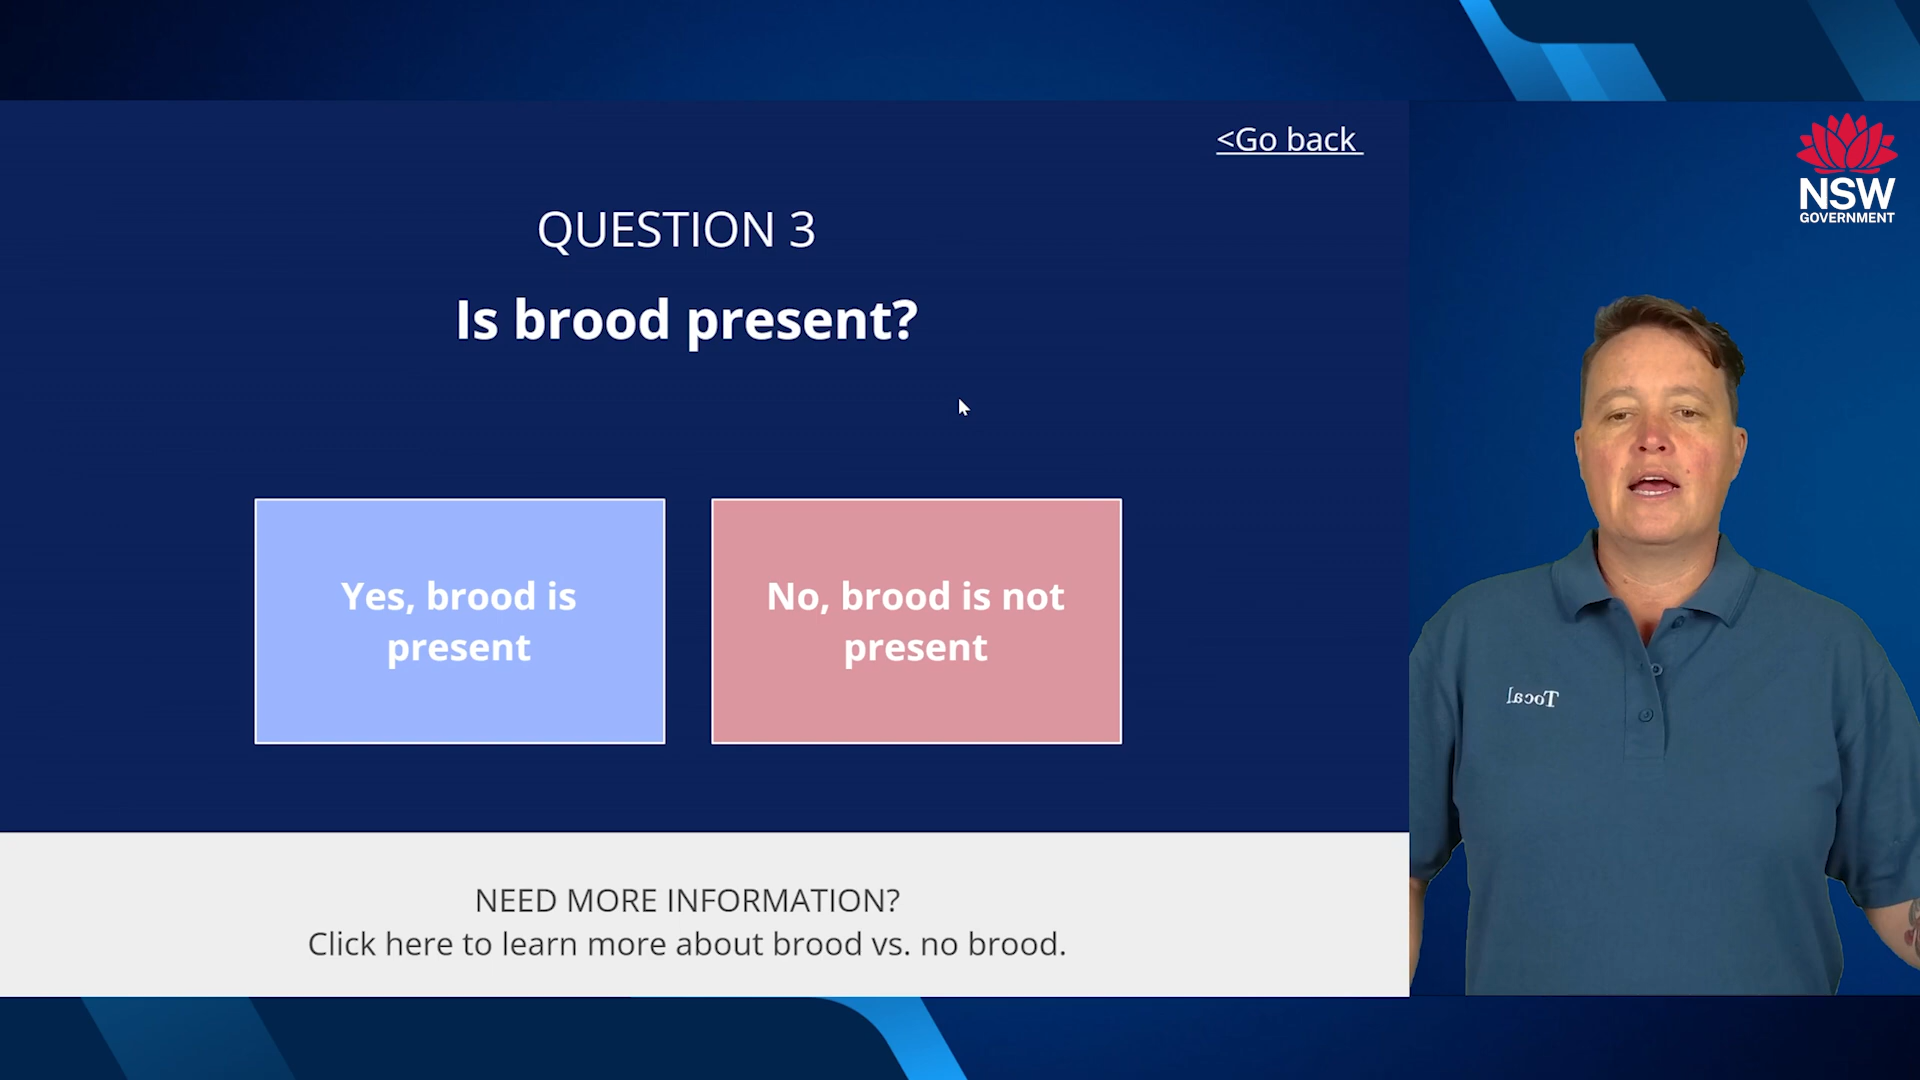 <Go back
QUESTION 3
Is brood present?
Yes, brood is
present
No, brood is not
present
NEED MORE INFORMATION?
Click here to learn more about brood vs. no brood.
NSW
GOVERNMENT
Tocal